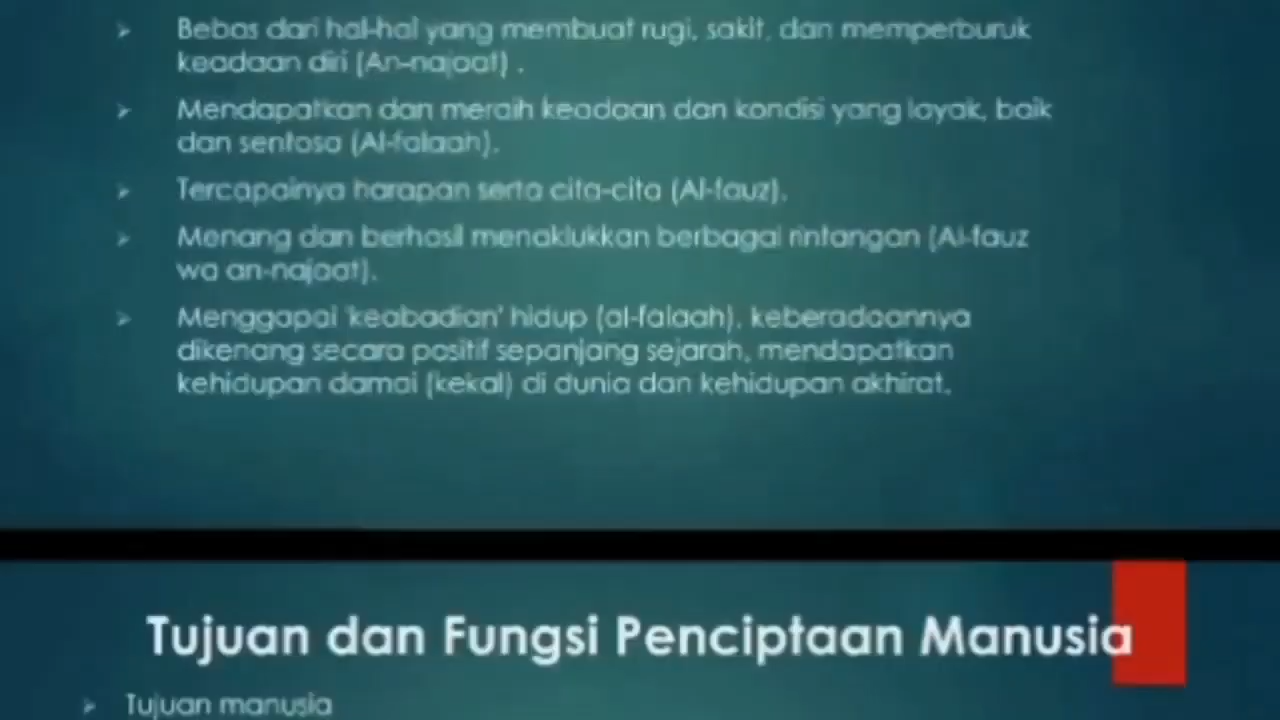 Bebas dari hal-hal yang membuat rugi, sakit, dan memperburuk
keadaan diri (An-najaat) .
Mendapatkan dan meraih keadaan dan kondisi yang layak, baik
dan sentosa (Al-falaah).
Tercapainya harapan serta cita-cita (Al-fauz).
Menang dan berhasil menaklukkan berbagai rintangan (Al-fauz
wa an-najaat).
Menggapai 'keabadian' hidup (al-falaah), keberadaannya
dikenang secara positif sepanjang sejarah, mendapatkan
kehidupan damai (kekal) di dunia dan kehidupan akhirat.
Tujuan dan Fungsi Penciptaan Manusia
Tujuan manusia